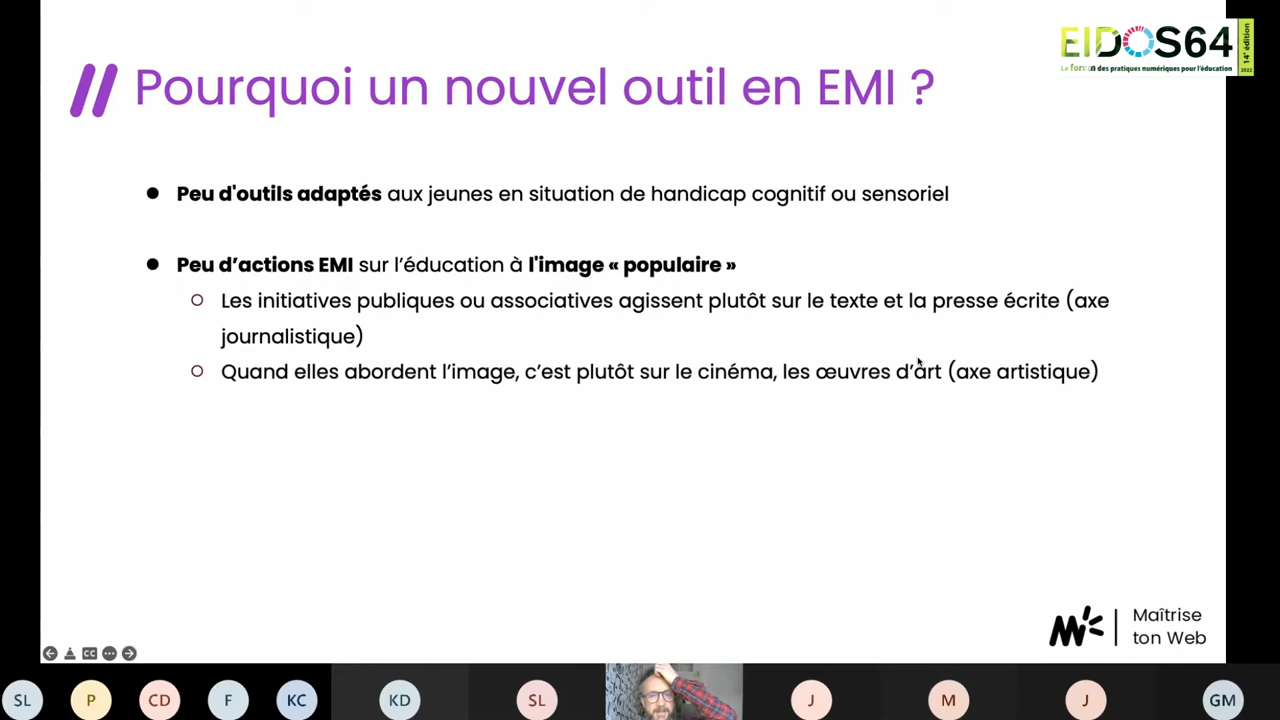 EIDOS64
Le forum des pratiques numériques pour l'éducation
14e édition
2022
// Pourquoi un nouvel outil en EMI ?
● Peu d'outils adaptés aux jeunes en situation de handicap cognitif ou sensoriel
● Peu d’actions EMI sur l’éducation à l'image « populaire »
○ Les initiatives publiques ou associatives agissent plutôt sur le texte et la presse écrite (axe
journalistique)
○ Quand elles abordent l’image, c’est plutôt sur le cinéma, les œuvres d’art (axe artistique)
Maîtrise
ton Web
CC
SL P CD F KC KD SL J M J GM